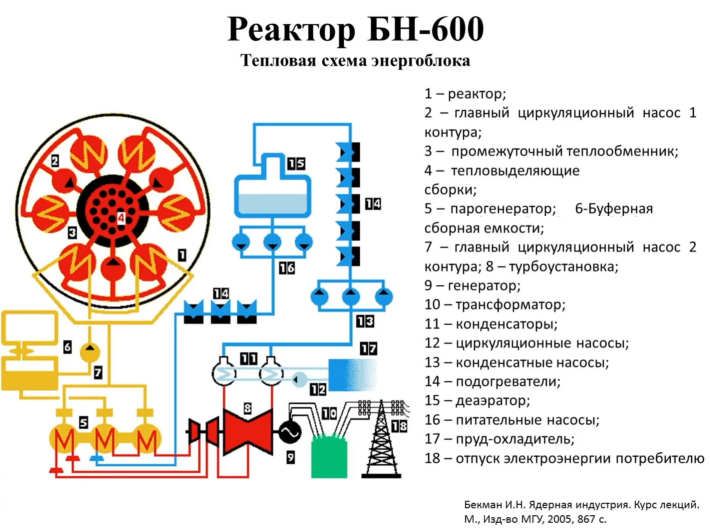 Реактор БН-600
Тепловая схема энергоблока
1 – реактор;
2 – главный циркуляционный насос 1
контура;
3 – промежуточный теплообменник;
4 – тепловыделяющие
сборки;
5 – парогенератор; 6-Буферная
сборная емкости;
7 – главный циркуляционный насос 2
контура; 8 – турбоустановка;
9 – генератор;
10 – трансформатор;
11 – конденсаторы;
12 – циркуляционные насосы;
13 – конденсатные насосы;
14 – подогреватели;
15 – деаэратор;
16 – питательные насосы;
17 – пруд-охладитель;
18 – отпуск электроэнергии потребителю
2
3
4
1
15
14
16
14
13
6
7
11
17
12
5
8
9
10
18
Бекман И.Н. Ядерная индустрия. Курс лекций.
М., Изд-во МГУ, 2005, 867 с.